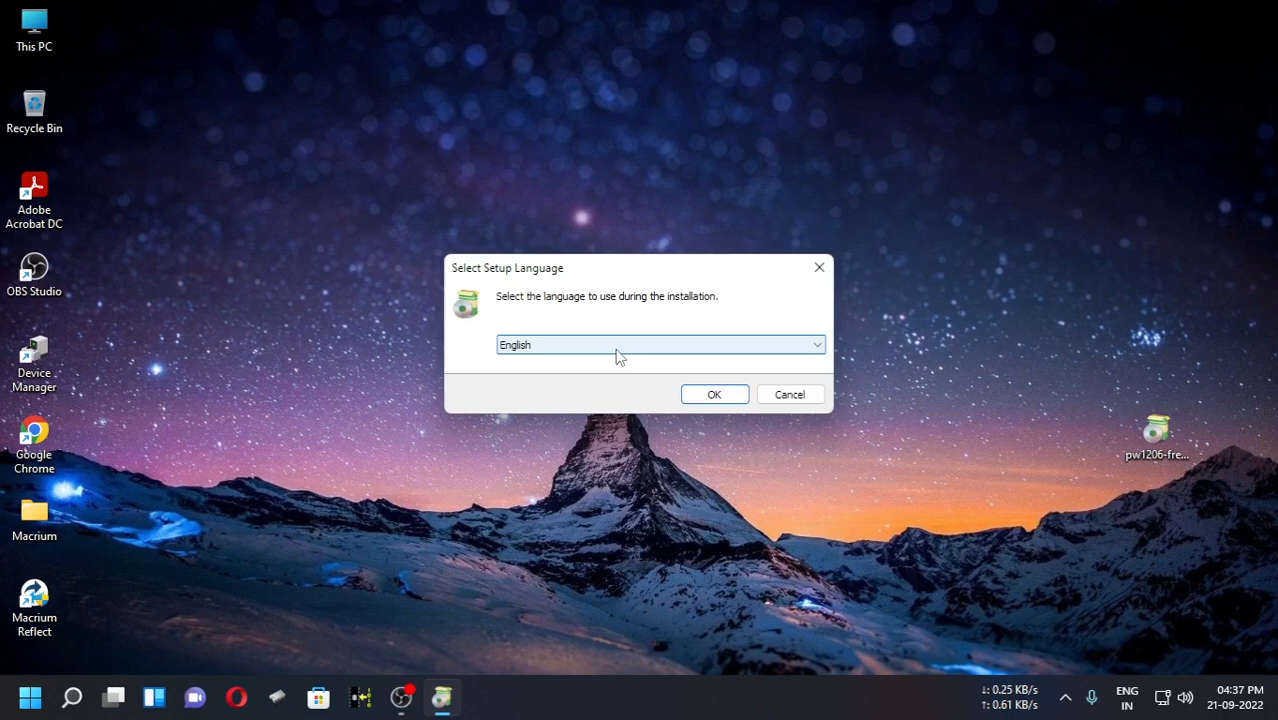 This PC
Recycle Bin
Adobe
Acrobat DC
OBS Studio
Device
Manager
Google
Chrome
Macrium
Macrium
Reflect
Select Setup Language
Select the language to use during the installation.
English
OK
Cancel
pw1206-fre...
↓: 0.25 KB/s
↑: 0.61 KB/s
ENG
IN
04:37 PM
21-09-2022